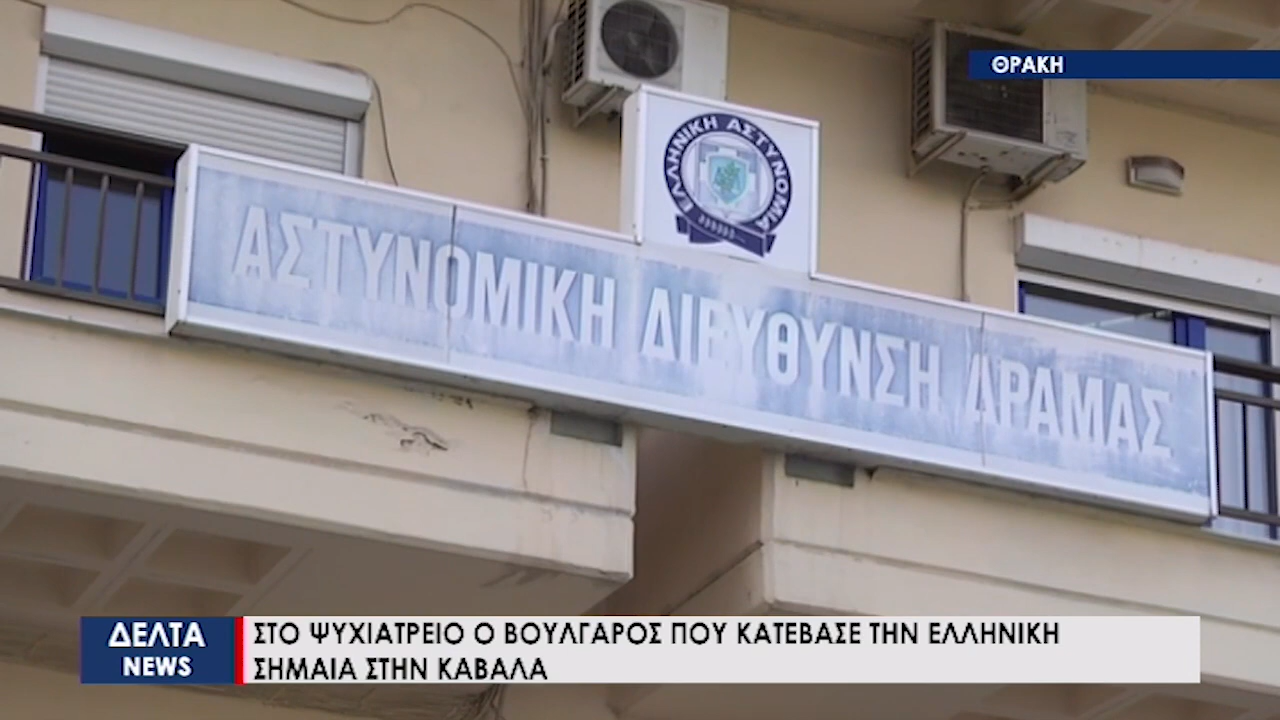 ΘΡΑΚΗ
ΕΛΛΗΝΙΚΗ ΑΣΤΥΝΟΜΙΑ
ΑΣΤΥΝΟΜΙΚΗ ΔΙΕΥΘΥΝΣΗ ΔΡΑΜΑΣ
ΔΕΛΤΑ
NEWS
ΣΤΟ ΨΥΧΙΑΤΡΕΙΟ Ο ΒΟΥΛΓΑΡΟΣ ΠΟΥ ΚΑΤΕΒΑΣΕ ΤΗΝ ΕΛΛΗΝΙΚΗ
ΣΗΜΑΙΑ ΣΤΗΝ ΚΑΒΑΛΑ